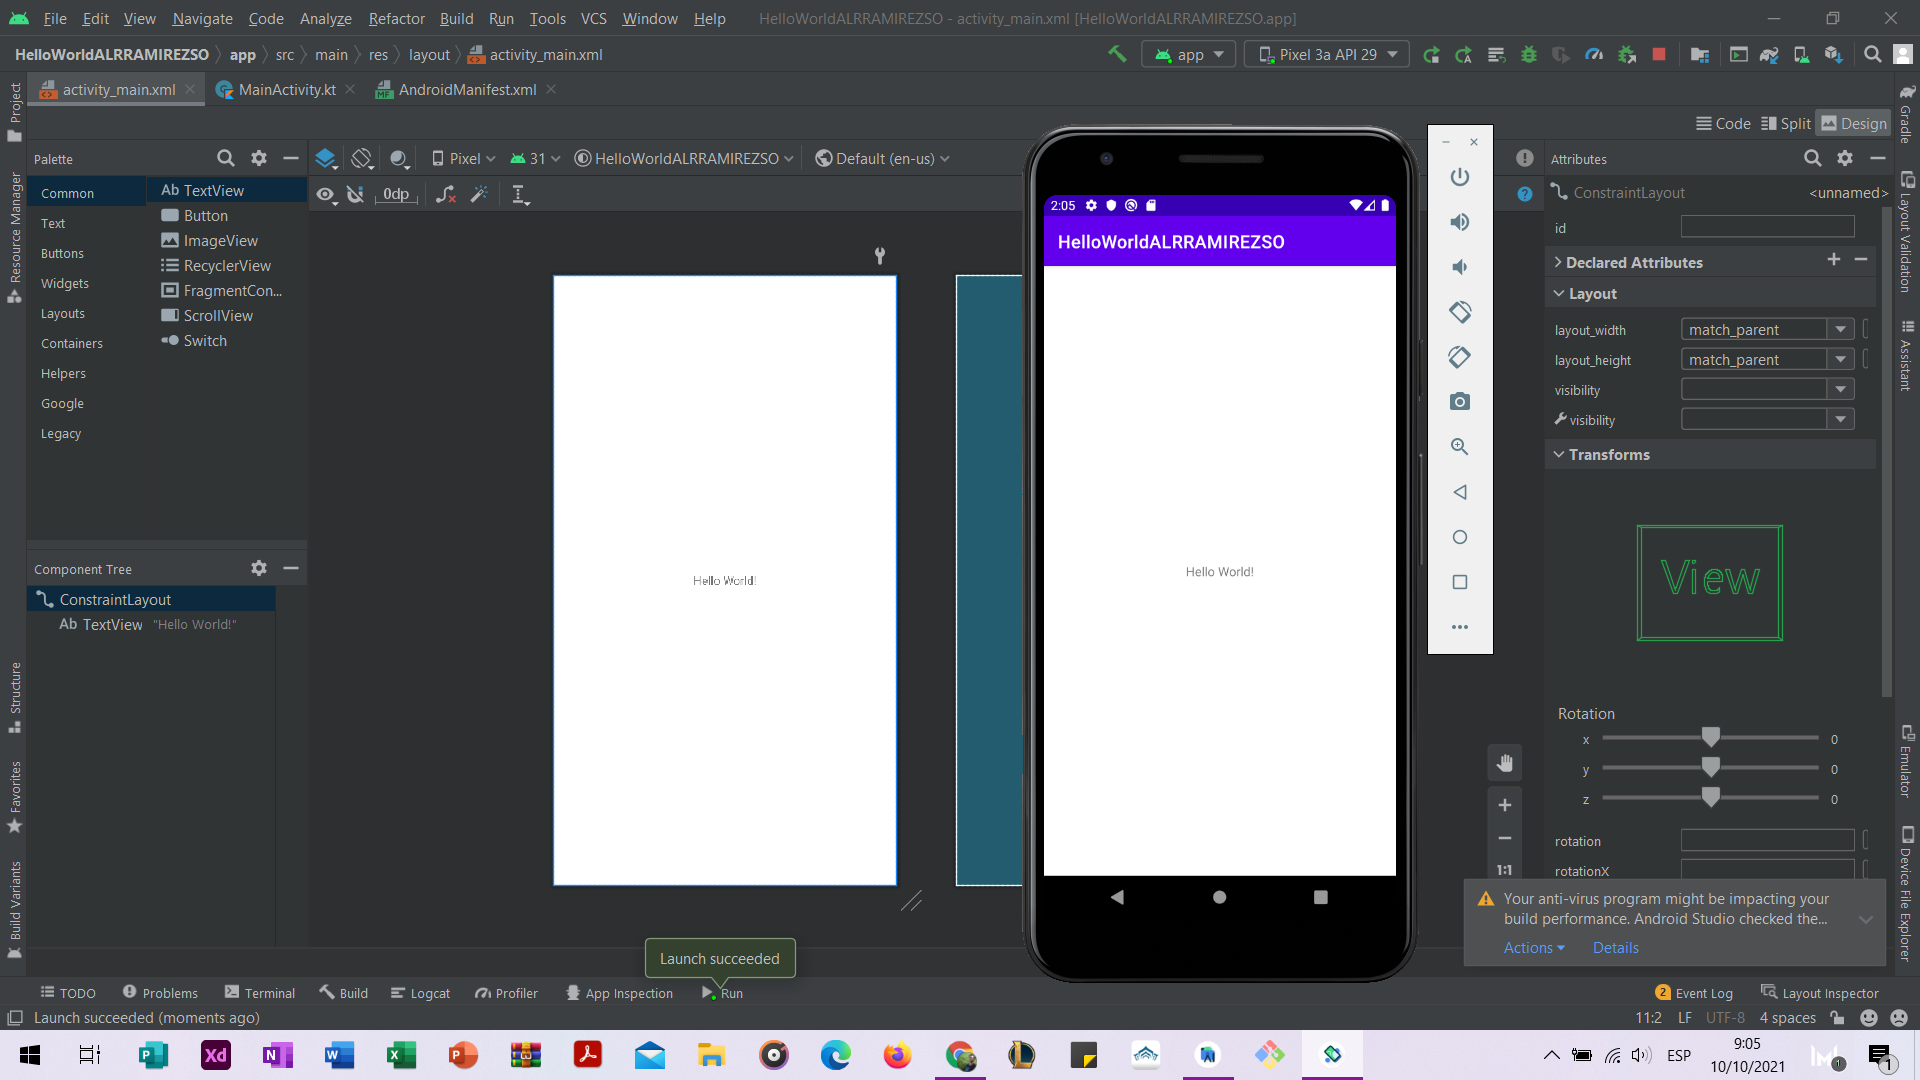 File Edit View Navigate Code Analyze Refactor Build Run Tools VCS Window Help HelloWorldALRRAMIREZSO - activity_main.xml [HelloWorldALRRAMIREZSO.app]
HelloWorldALRRAMIREZSO app src main res layout activity_main.xml app Pixel 3a API 29
activity_main.xml MainActivity.kt AndroidManifest.xml
Code Split Design
Palette Pixel 31 HelloWorldALRRAMIREZSO Default (en-us) Attributes
0dp ConstraintLayout <unnamed>
Common
Text
Buttons
Widgets
Layouts
Containers
Helpers
Google
Legacy
Ab TextView
Button
ImageView
RecyclerView
FragmentCon...
ScrollView
Switch
Component Tree
ConstraintLayout
Ab TextView "Hello World!"
Hello World!
2:05
HelloWorldALRRAMIREZSO
Hello World!
id
Declared Attributes
Layout
layout_width match_parent
layout_height match_parent
visibility
visibility
Transforms
View
Rotation
x 0
y 0
z 0
rotation
rotationX
1:1
Your anti-virus program might be impacting your
build performance. Android Studio checked the...
Actions Details
Launch succeeded
Project
Resource Manager
Structure
Favorites
Build Variants
Gradle
Layout Validation
Assistant
Emulator
Device File Explorer
TODO Problems Terminal Build Logcat Profiler App Inspection Run 2 Event Log Layout Inspector
Launch succeeded (moments ago) 11:2 LF UTF-8 4 spaces
ESP 9:05
10/10/2021
1
1